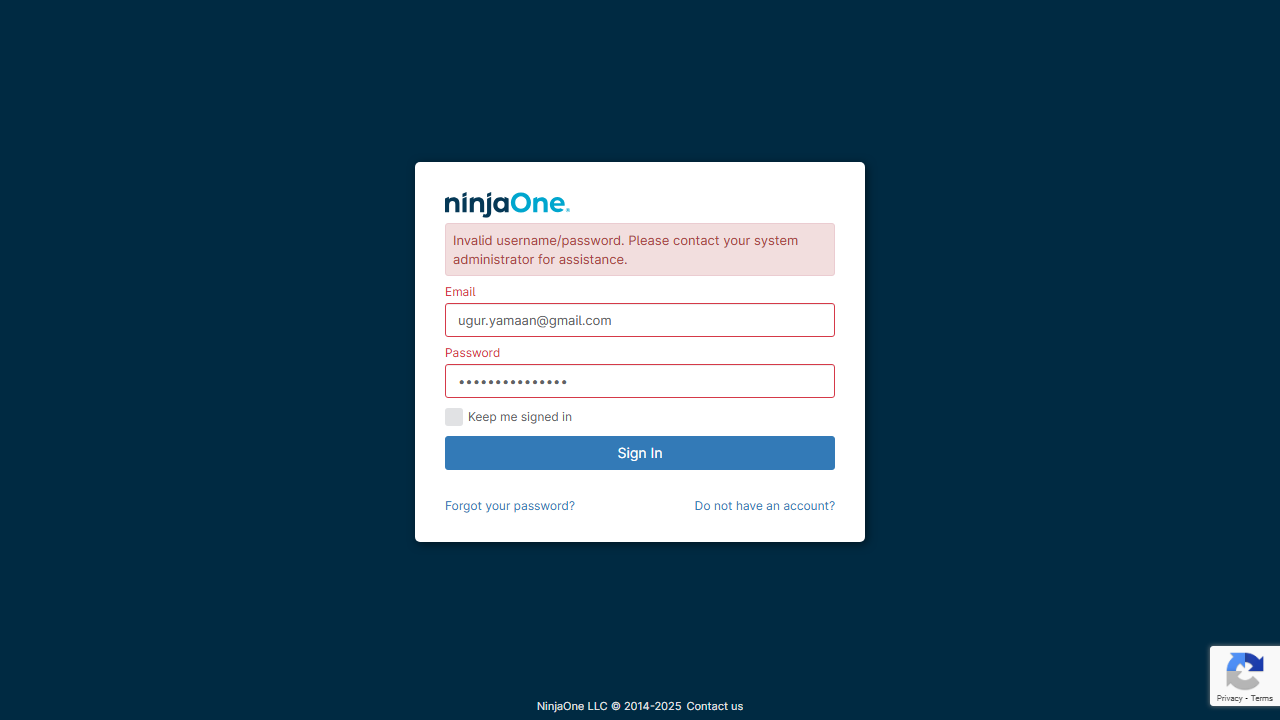 ninjaOne.
Invalid username/password. Please contact your system
administrator for assistance.
Email
ugur.yamaan@gmail.com
Password
•••••••••••••••
Keep me signed in
Sign In
Forgot your password? Do not have an account?
Privacy - Terms
NinjaOne LLC © 2014-2025 Contact us